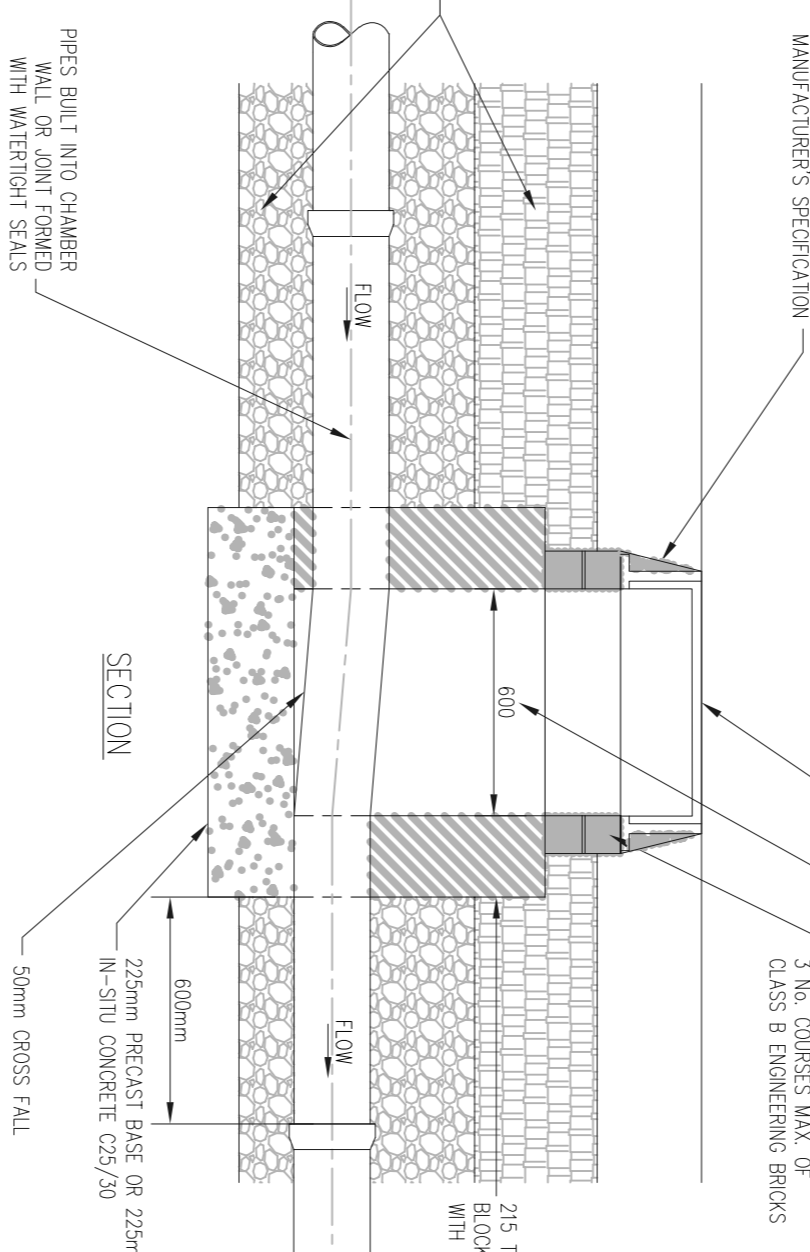 MANUFACTURER'S SPECIFICATION
3 No. COURSES MAX. OF
CLASS B ENGINEERING BRICKS
FLOW
600
PIPES BUILT INTO CHAMBER
WALL OR JOINT FORMED
WITH WATERTIGHT SEALS
SECTION
600mm
FLOW
215 T
BLOCK
WITH
225mm PRECAST BASE OR 225m
IN-SITU CONCRETE C25/30
50mm CROSS FALL